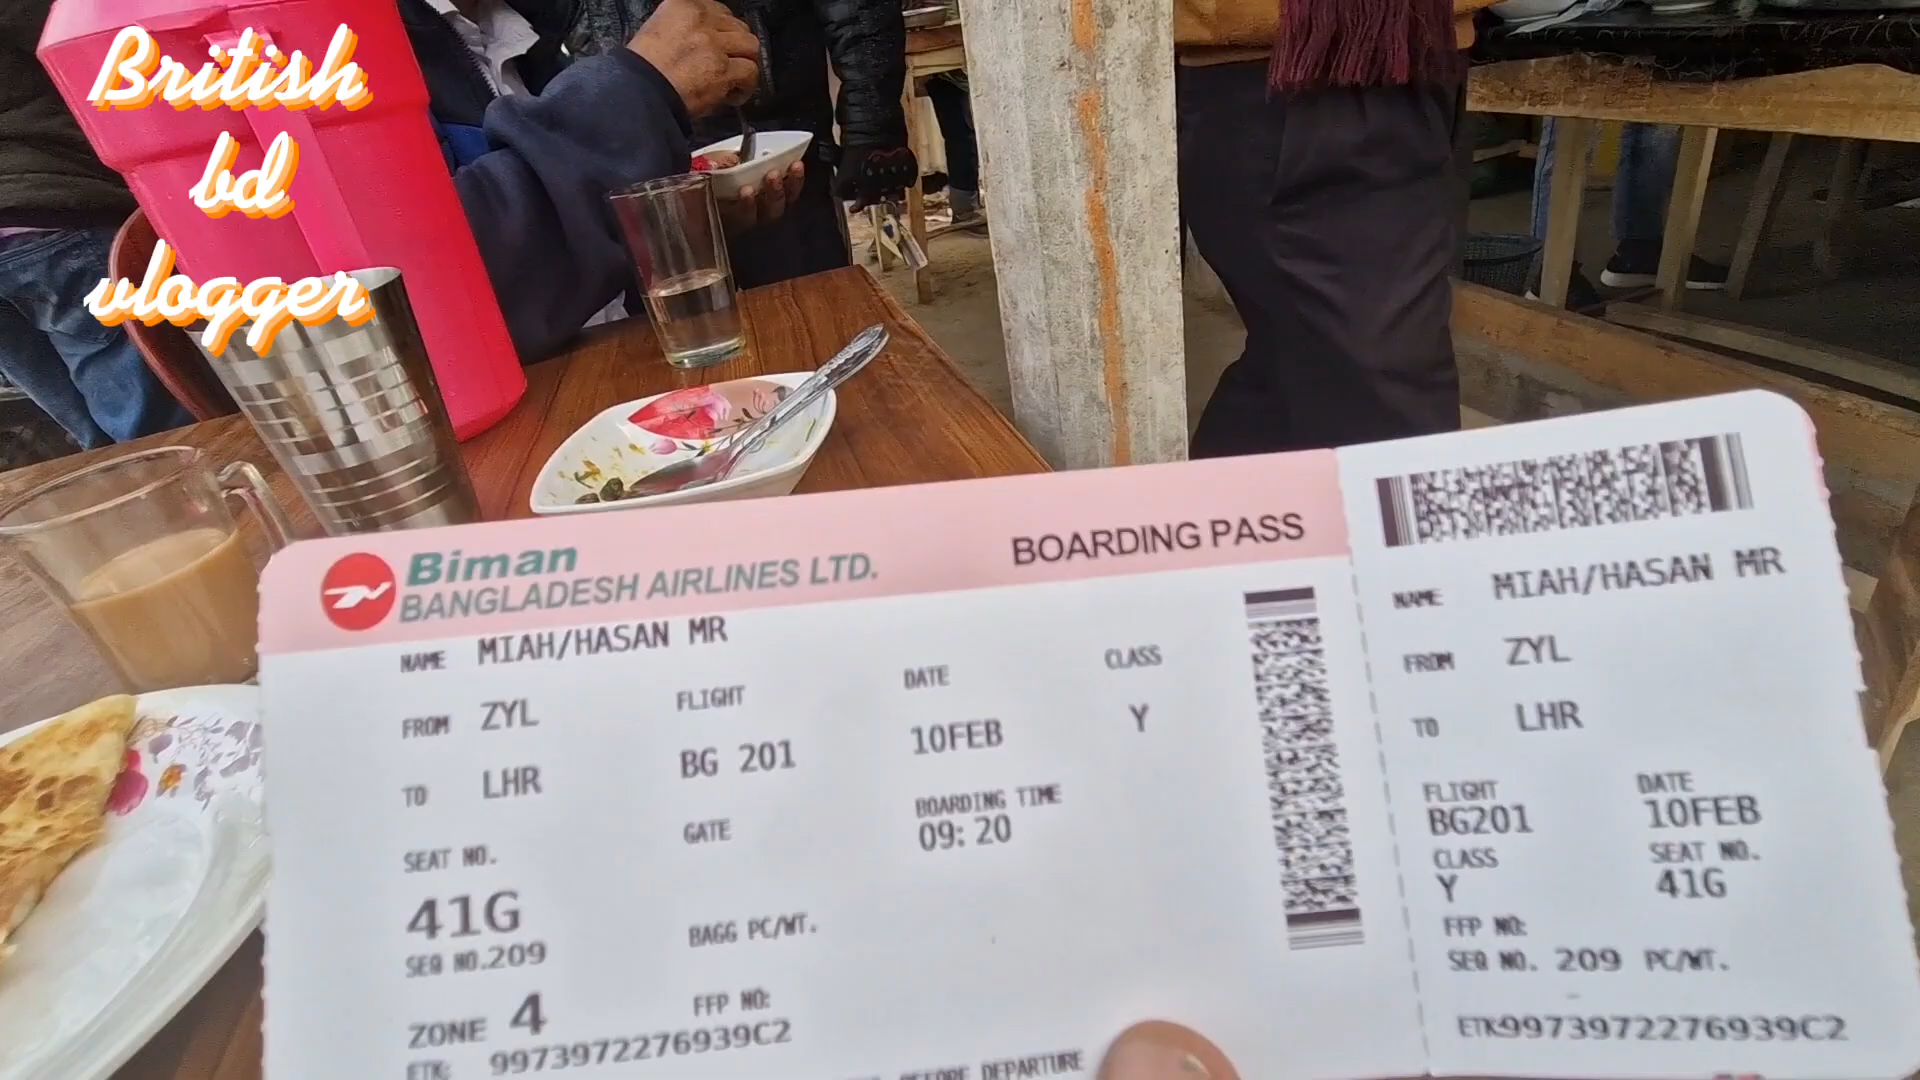 British
bd
vlogger
Biman
BANGLADESH AIRLINES LTD.
BOARDING PASS
NAME MIAH/HASAN MR
FROM ZYL
FLIGHT
DATE
CLASS
TO LHR
BG 201
10FEB
Y
SEAT NO.
GATE
BOARDING TIME
09:20
41G
SEQ NO.209
BAGG PC/WT.
ZONE 4
FFP NO:
ETK: 9973972276939C2
BEFORE DEPARTURE
NAME MIAH/HASAN MR
FROM ZYL
TO LHR
FLIGHT DATE
BG201 10FEB
CLASS SEAT NO.
Y 41G
FFP NO:
SEQ NO. 209 PC/WT.
ETK9973972276939C2